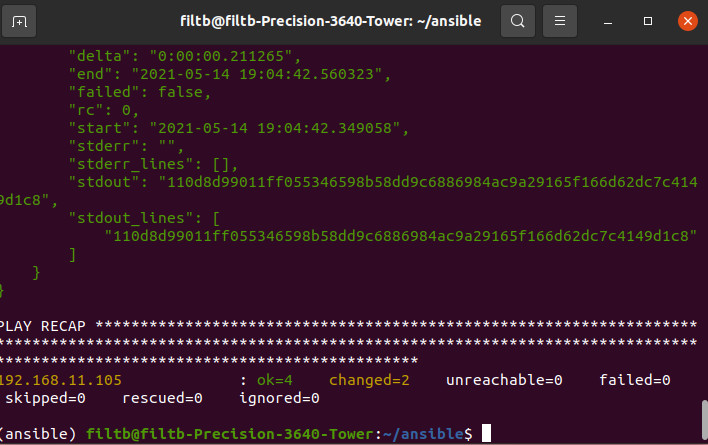 filtb@filtb-Precision-3640-Tower: ~/ansible
"delta": "0:00:00.211265",
"end": "2021-05-14 19:04:42.560323",
"failed": false,
"rc": 0,
"start": "2021-05-14 19:04:42.349058",
"stderr": "",
"stderr_lines": [],
"stdout": "110d8d99011ff055346598b58dd9c6886984ac9a29165f166d62dc7c414
9d1c8",
"stdout_lines": [
"110d8d99011ff055346598b58dd9c6886984ac9a29165f166d62dc7c4149d1c8"
]
}
}
PLAY RECAP *******************************************************************
******************************************************************************
***********************************************
192.168.11.105 : ok=4 changed=2 unreachable=0 failed=0
skipped=0 rescued=0 ignored=0
(ansible) filtb@filtb-Precision-3640-Tower:~/ansible$